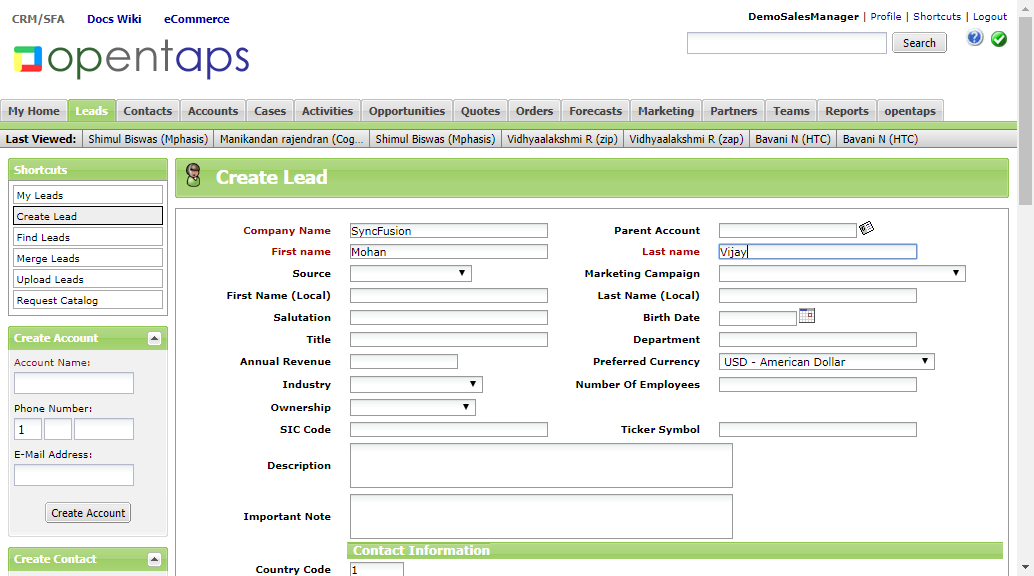 CRM/SFA Docs Wiki eCommerce
DemoSalesManager | Profile | Shortcuts | Logout
opentaps
Search
My Home Leads Contacts Accounts Cases Activities Opportunities Quotes Orders Forecasts Marketing Partners Teams Reports opentaps
Last Viewed: Shimul Biswas (Mphasis) Manikandan rajendran (Cog... Shimul Biswas (Mphasis) Vidhyaalakshmi R (zip) Vidhyaalakshmi R (zap) Bavani N (HTC) Bavani N (HTC)
Shortcuts
My Leads
Create Lead
Find Leads
Merge Leads
Upload Leads
Request Catalog
Create Account
Account Name:
Phone Number:
1
E-Mail Address:
Create Account
Create Contact
Create Lead
Company Name SyncFusion Parent Account
First name Mohan Last name Vijay
Source Marketing Campaign
First Name (Local) Last Name (Local)
Salutation Birth Date
Title Department
Annual Revenue Preferred Currency USD - American Dollar
Industry Number Of Employees
Ownership
SIC Code Ticker Symbol
Description
Important Note
Contact Information
Country Code 1